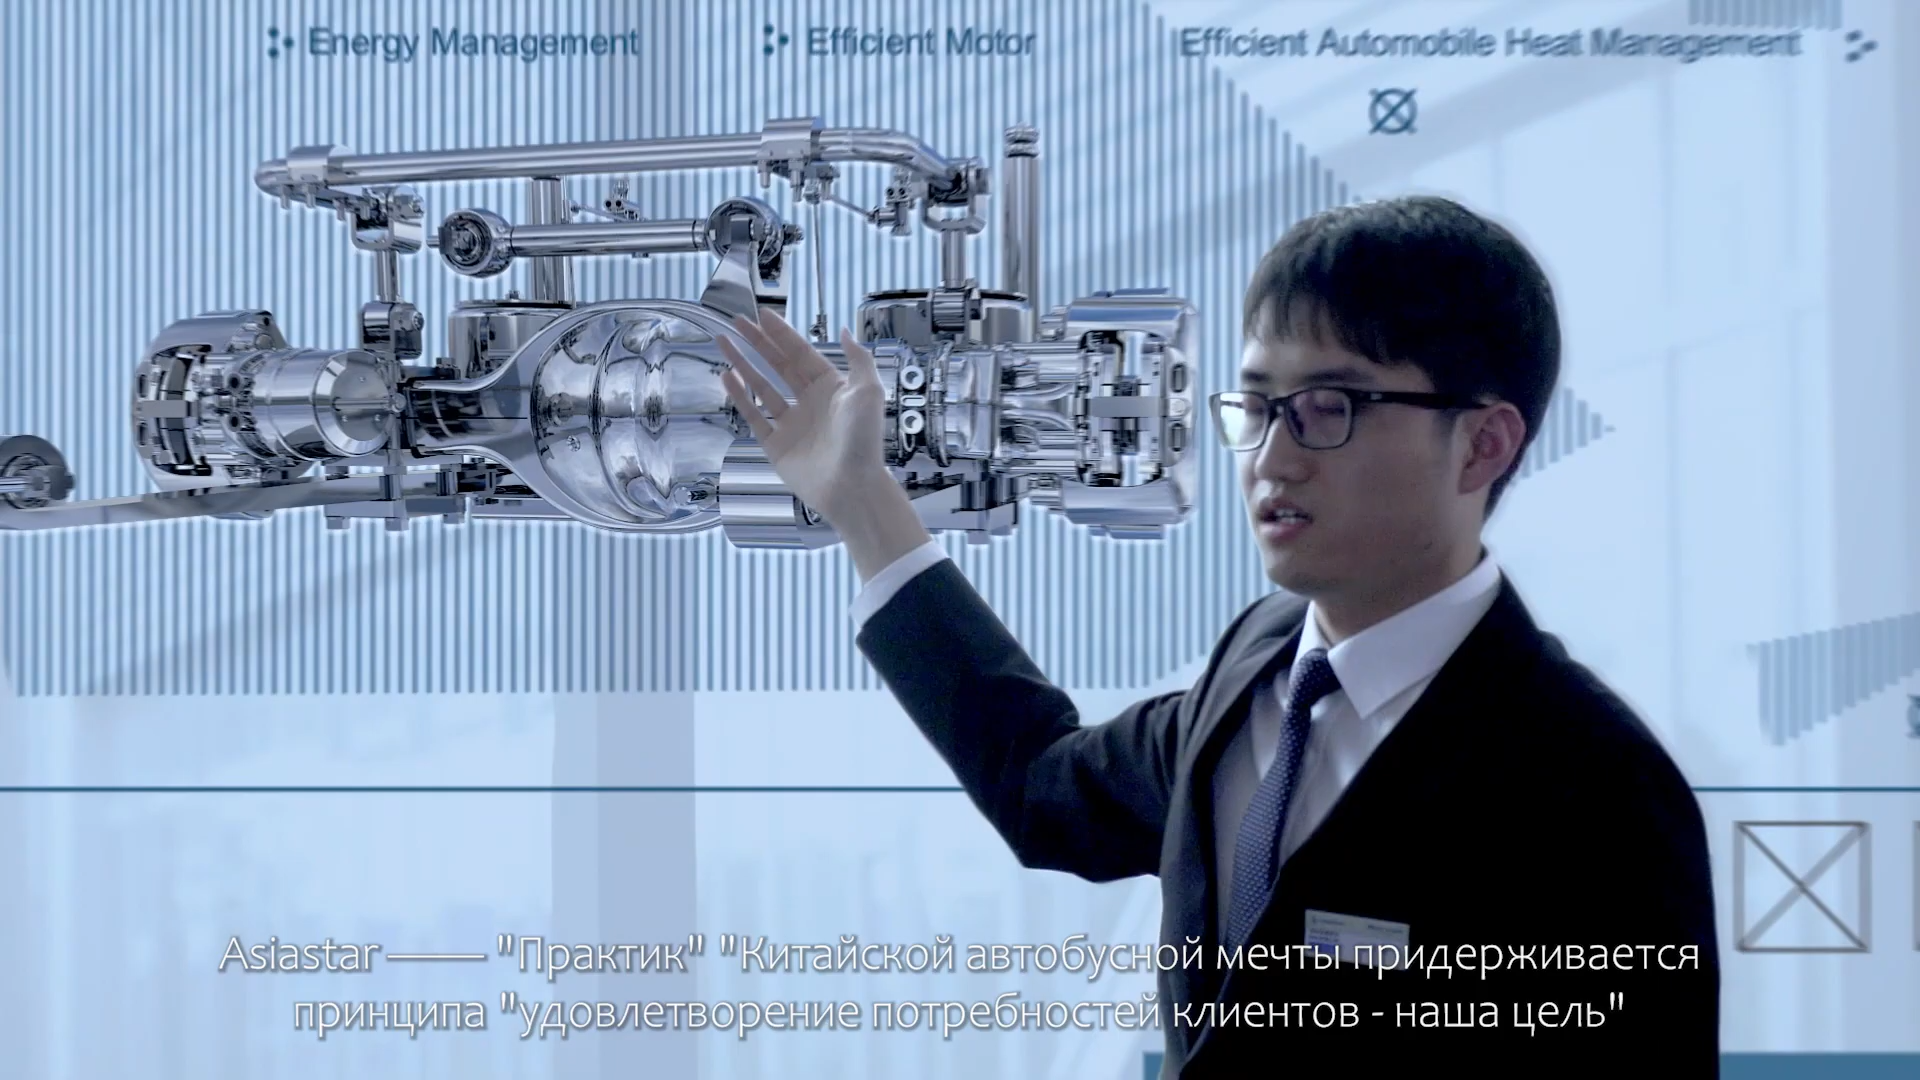 Energy Management
Efficient Motor
Efficient Automobile Heat Management
Asiastar —— "Практик" "Китайской автобусной мечты придерживается
принципа "удовлетворение потребностей клиентов - наша цель"